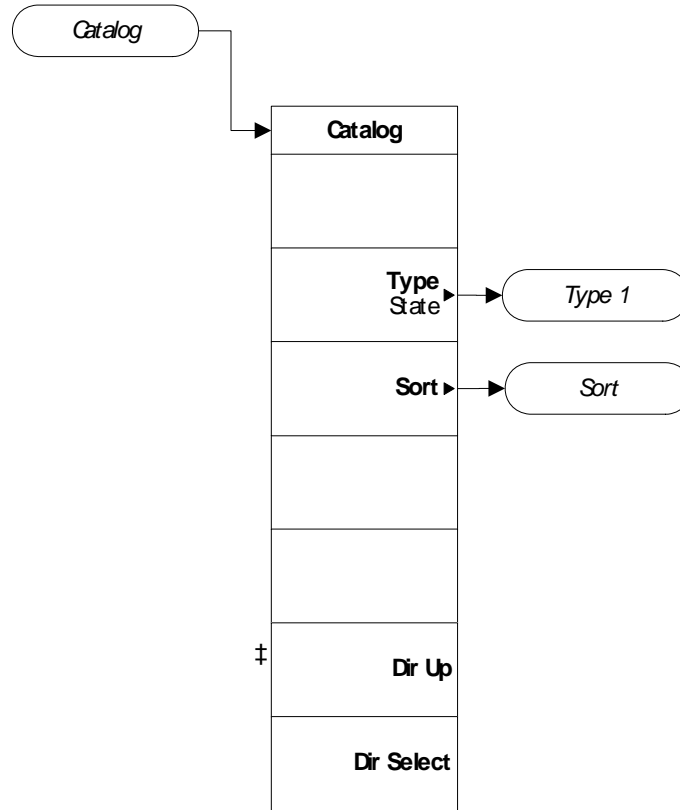 Catalog
Catalog
Type
State
Type 1
Sort
Sort
‡
Dir Up
Dir Select